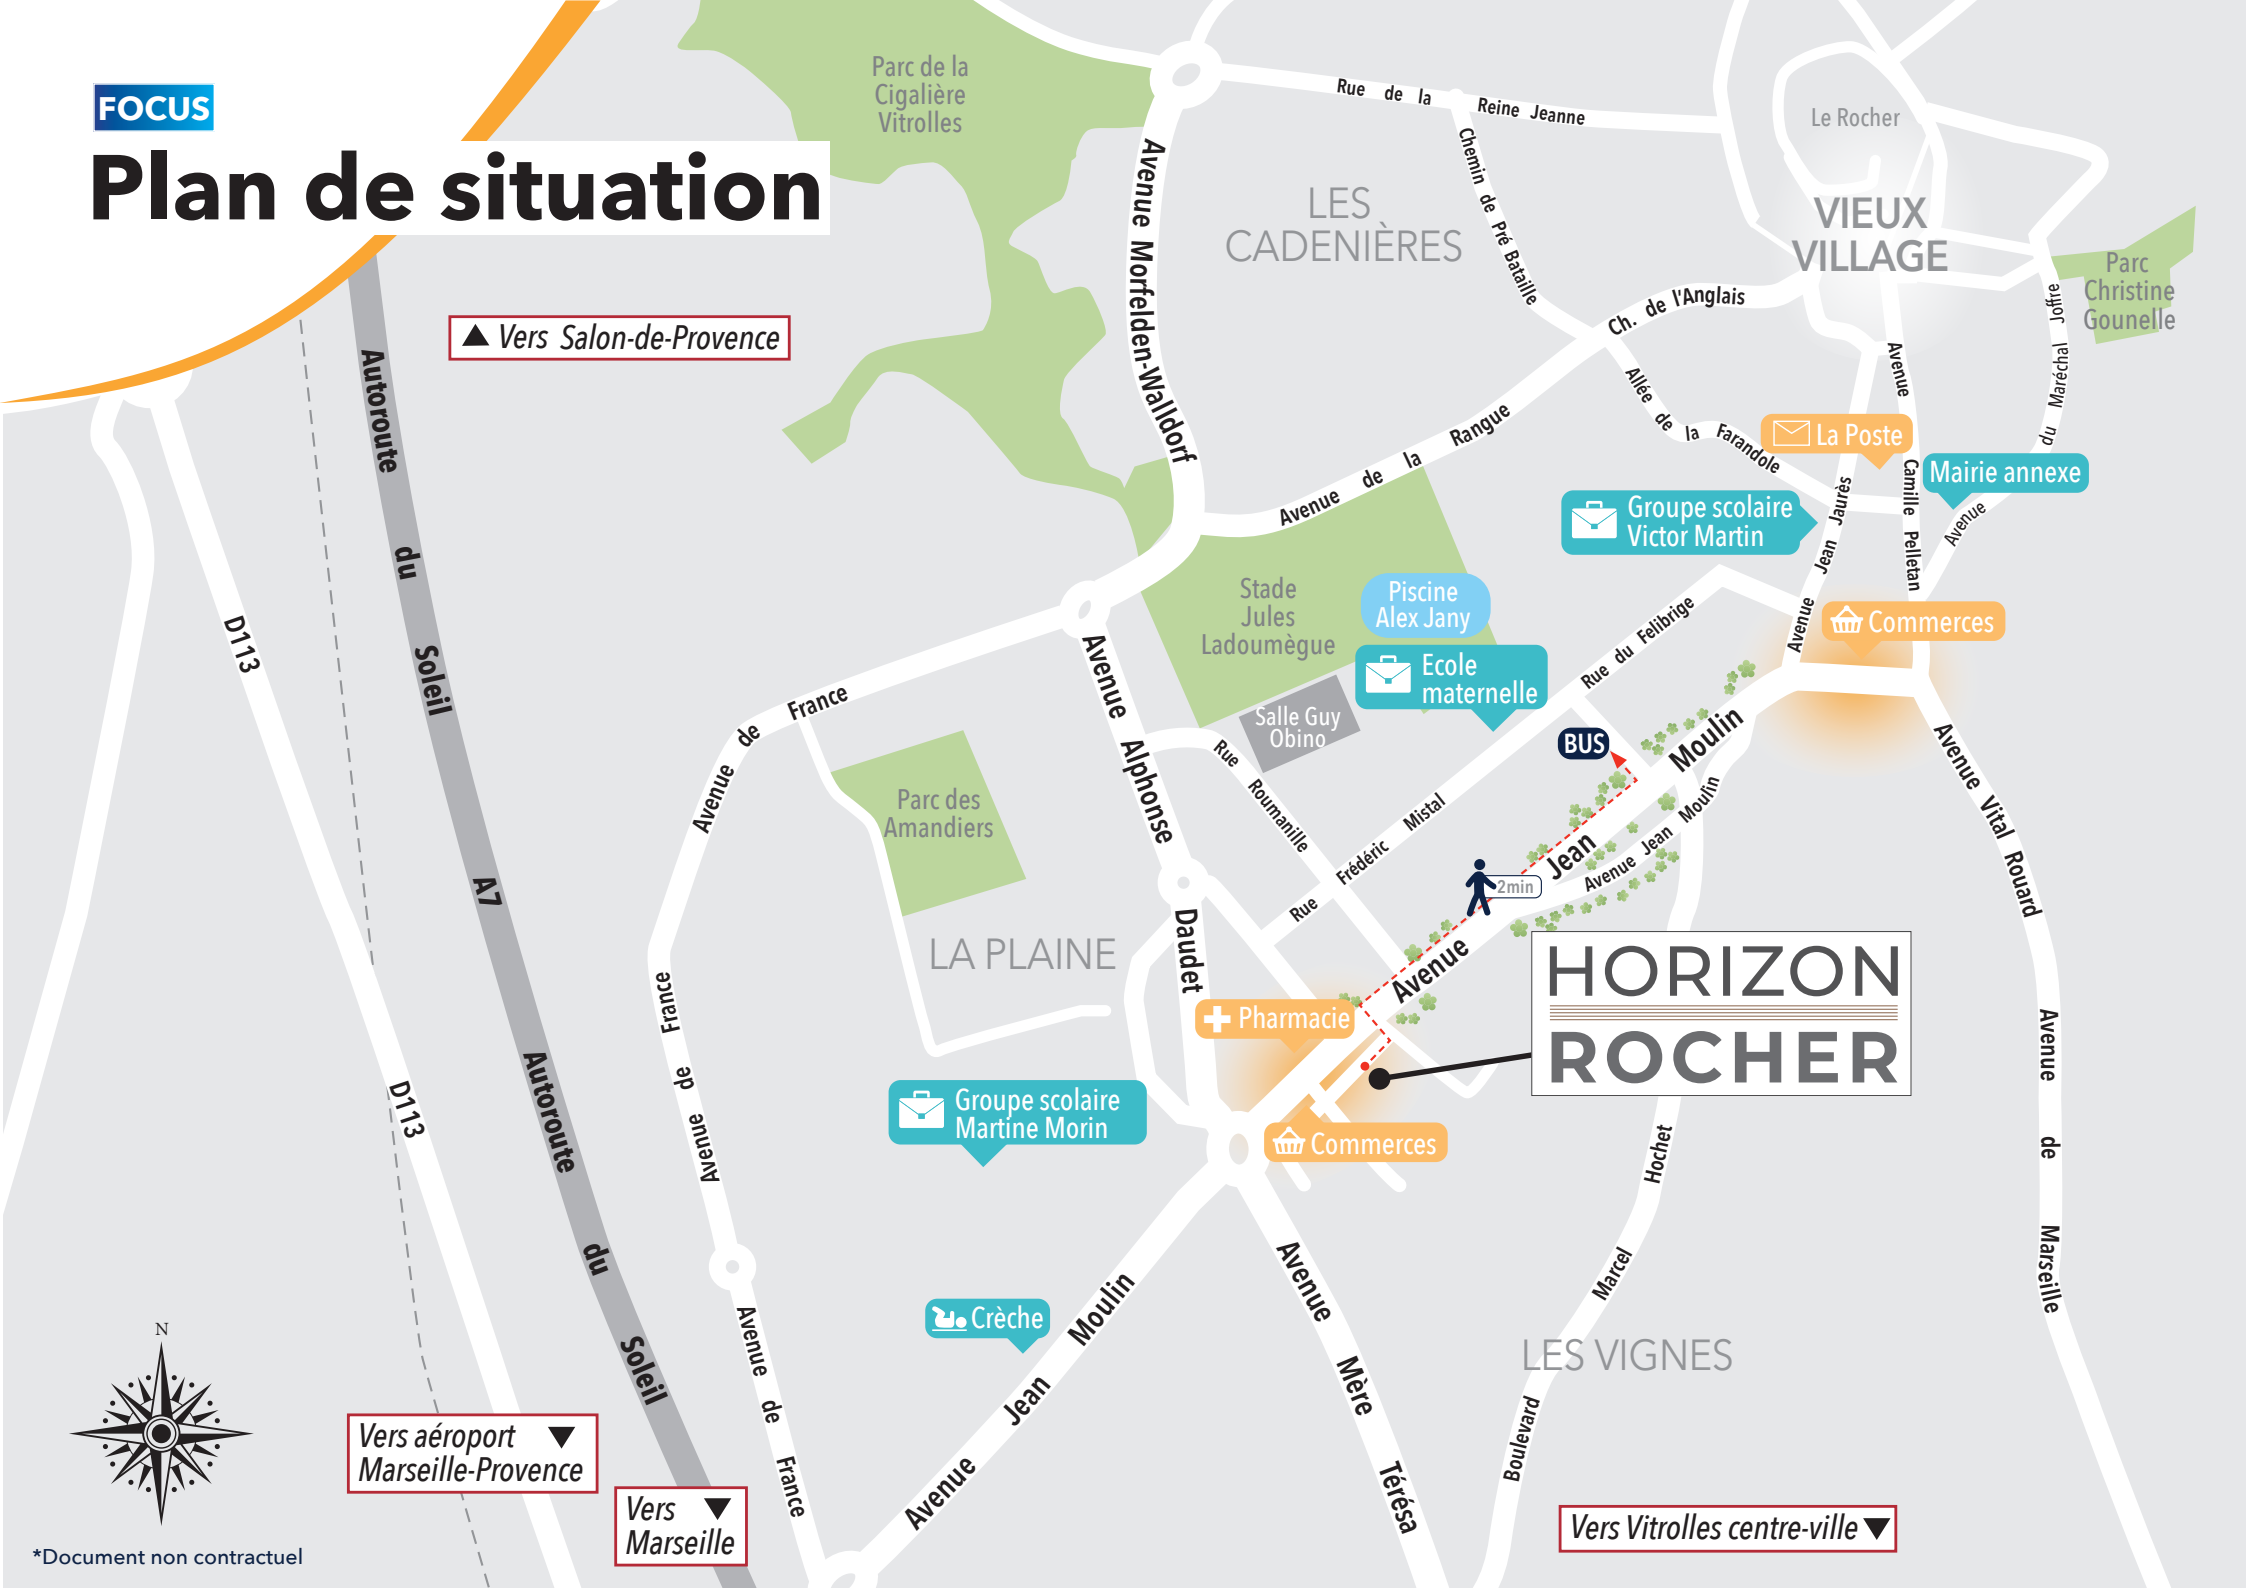 FOCUS
Plan de situation
Parc de la
Cigalière
Vitrolles
Rue de la Reine Jeanne
Le Rocher
Chemin de Pré Bataille
Avenue Morfelden-Walldorf
LES
CADENIÈRES
VIEUX
VILLAGE
Parc
Christine
Gounelle
Ch. de l'Anglais
Avenue du Maréchal Joffre
▲ Vers Salon-de-Provence
Autoroute du Soleil A7 Autoroute du Soleil
Allée de la Farandole
Avenue Camille Pelletan
Avenue de la Rangue
La Poste
Mairie annexe
Groupe scolaire
Victor Martin
Avenue Jean Jaurès
D113
Stade
Jules
Ladoumègue
Piscine
Alex Jany
Ecole
maternelle
Commerces
Rue du Felibrige
Avenue de France
Avenue Alphonse Daudet
Salle Guy
Obino
BUS
Rue Roumanille
Parc des
Amandiers
Rue Frédéric Mistal
Avenue Jean Moulin
Avenue Jean Moulin
Avenue Vital Rouard
2min
LA PLAINE
HORIZON
ROCHER
Pharmacie
Avenue de France
Avenue de Marseille
D113
Groupe scolaire
Martine Morin
Commerces
Boulevard Marcel Hochet
Crèche
Avenue Jean Moulin
Avenue Mère Térésa
LES VIGNES
Avenue de France
N
Vers aéroport ▼
Marseille-Provence
Vers ▼
Marseille
Vers Vitrolles centre-ville ▼
*Document non contractuel